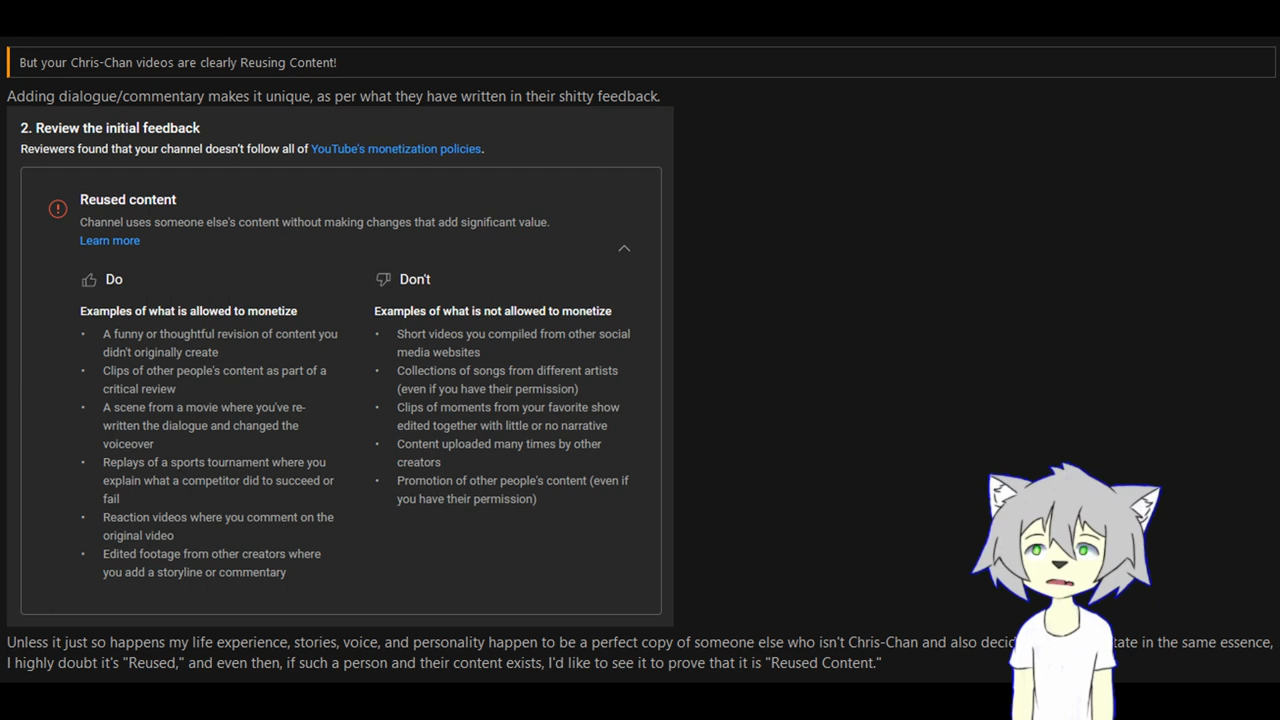 But your Chris-Chan videos are clearly Reusing Content!
Adding dialogue/commentary makes it unique, as per what they have written in their shitty feedback.
2. Review the initial feedback
Reviewers found that your channel doesn't follow all of YouTube's monetization policies.
Reused content
Channel uses someone else's content without making changes that add significant value.
Learn more
Do
Examples of what is allowed to monetize
• A funny or thoughtful revision of content you
didn't originally create
• Clips of other people's content as part of a
critical review
• A scene from a movie where you've re-
written the dialogue and changed the
voiceover
• Replays of a sports tournament where you
explain what a competitor did to succeed or
fail
• Reaction videos where you comment on the
original video
• Edited footage from other creators where
you add a storyline or commentary
Don't
Examples of what is not allowed to monetize
• Short videos you compiled from other social
media websites
• Collections of songs from different artists
(even if you have their permission)
• Clips of moments from your favorite show
edited together with little or no narrative
• Content uploaded many times by other
creators
• Promotion of other people's content (even if
you have their permission)
Unless it just so happens my life experience, stories, voice, and personality happen to be a perfect copy of someone else who isn't Chris-Chan and also in the same essence,
I highly doubt it's "Reused," and even then, if such a person and their content exists, I'd like to see it to prove that it is "Reused Content."